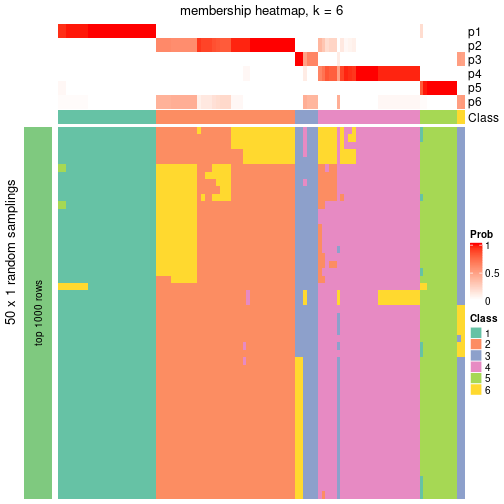 membership heatmap, k = 6
p1
p2
p3
p4
p5
p6
Class
50 x 1 random samplings
top 1000 rows
Prob
1
0.5
0
Class
1
2
3
4
5
6